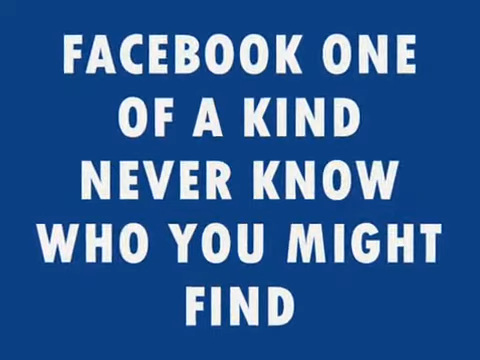 FACEBOOK ONE
OF A KIND
NEVER KNOW
WHO YOU MIGHT
FIND